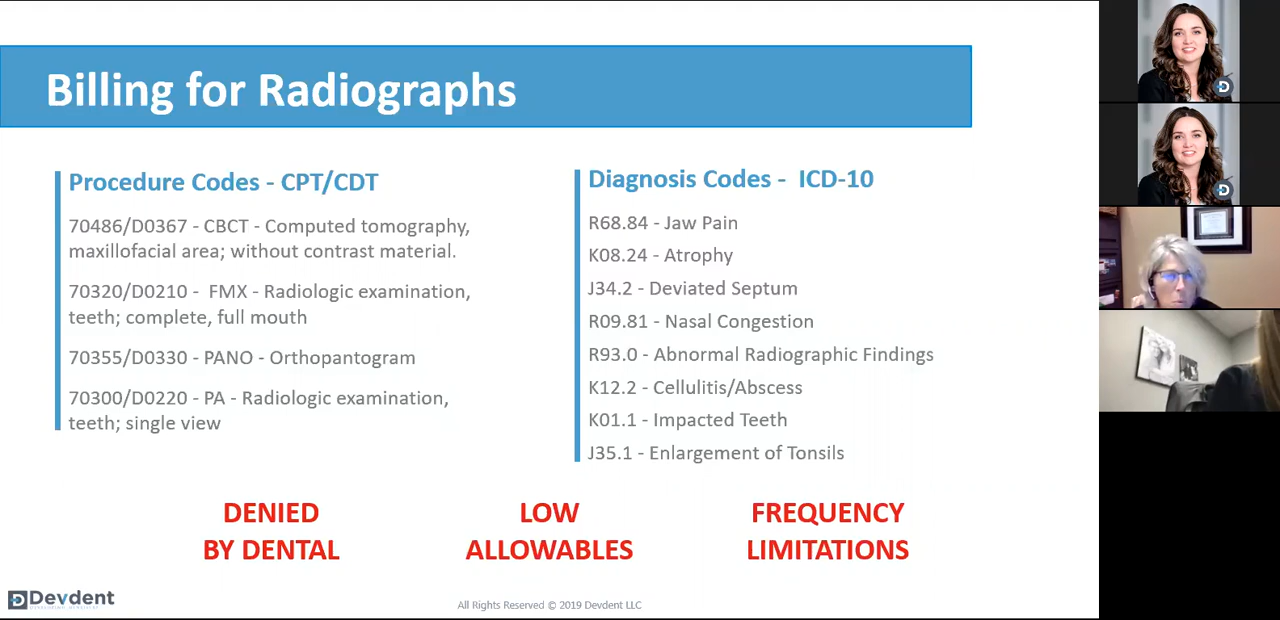 Billing for Radiographs
Procedure Codes - CPT/CDT
70486/D0367 - CBCT - Computed tomography,
maxillofacial area; without contrast material.
70320/D0210 - FMX - Radiologic examination,
teeth; complete, full mouth
70355/D0330 - PANO - Orthopantogram
70300/D0220 - PA - Radiologic examination,
teeth; single view
Diagnosis Codes - ICD-10
R68.84 - Jaw Pain
K08.24 - Atrophy
J34.2 - Deviated Septum
R09.81 - Nasal Congestion
R93.0 - Abnormal Radiographic Findings
K12.2 - Cellulitis/Abscess
K01.1 - Impacted Teeth
J35.1 - Enlargement of Tonsils
DENIED
BY DENTAL
LOW
ALLOWABLES
FREQUENCY
LIMITATIONS
Devdent
All Rights Reserved © 2019 Devdent LLC